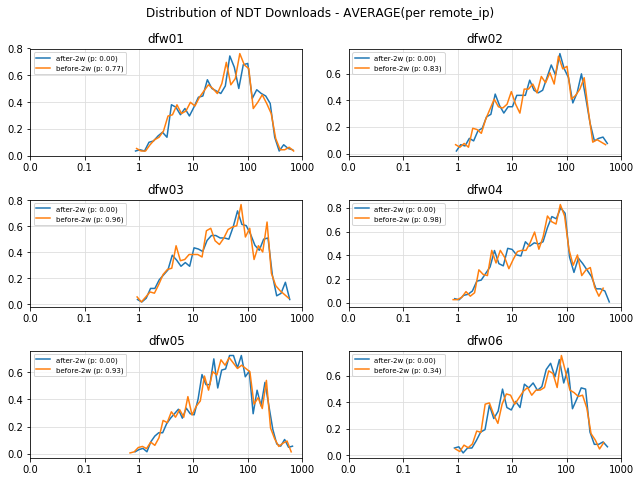 Distribution of NDT Downloads - AVERAGE(per remote_ip)
dfw01
after-2w (p: 0.00)
before-2w (p: 0.77)
0.8
0.6
0.4
0.2
0.0
0.0 0.1 1 10 100 1000
dfw02
after-2w (p: 0.00)
before-2w (p: 0.83)
0.6
0.4
0.2
0.0
0.0 0.1 1 10 100 1000
dfw03
after-2w (p: 0.00)
before-2w (p: 0.96)
0.8
0.6
0.4
0.2
0.0
0.0 0.1 1 10 100 1000
dfw04
after-2w (p: 0.00)
before-2w (p: 0.98)
0.8
0.6
0.4
0.2
0.0
0.0 0.1 1 10 100 1000
dfw05
after-2w (p: 0.00)
before-2w (p: 0.93)
0.6
0.4
0.2
0.0
0.0 0.1 1 10 100 1000
dfw06
after-2w (p: 0.00)
before-2w (p: 0.34)
0.6
0.4
0.2
0.0
0.0 0.1 1 10 100 1000